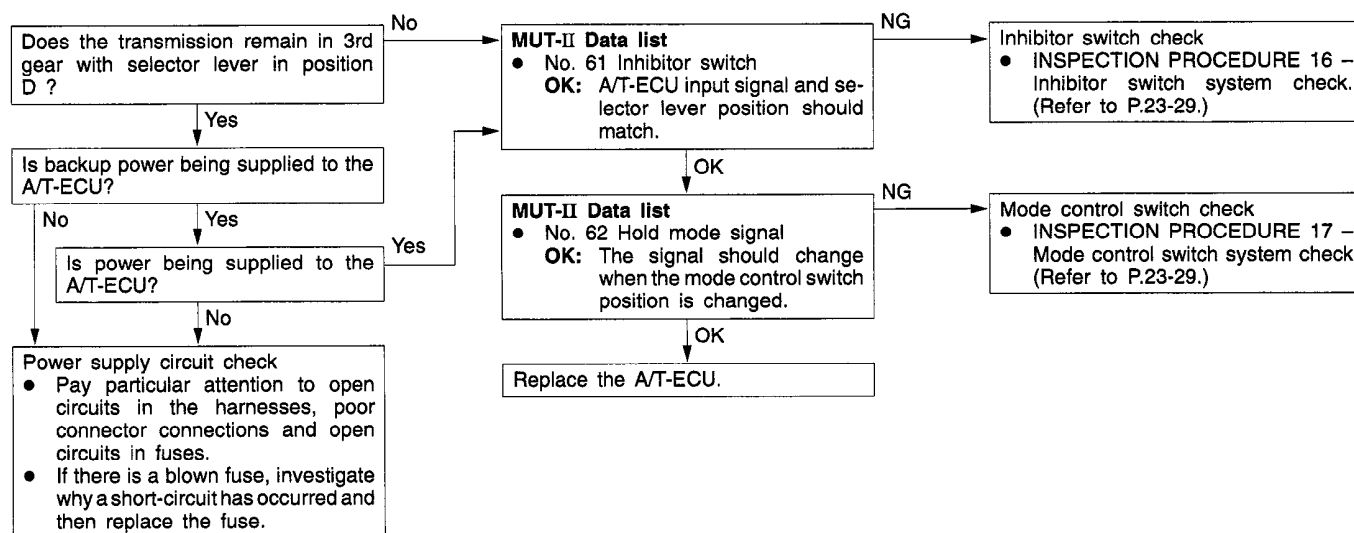 Does the transmission remain in 3rd
gear with selector lever in position
D ?
No
Yes
Is backup power being supplied to the
A/T-ECU?
No
Yes
Is power being supplied to the
A/T-ECU?
Yes
No
Power supply circuit check
● Pay particular attention to open
circuits in the harnesses, poor
connector connections and open
circuits in fuses.
● If there is a blown fuse, investigate
why a short-circuit has occurred and
then replace the fuse.
MUT-II Data list
● No. 61 Inhibitor switch
OK: A/T-ECU input signal and se-
lector lever position should
match.
NG
OK
MUT-II Data list
● No. 62 Hold mode signal
OK: The signal should change
when the mode control switch
position is changed.
NG
OK
Replace the A/T-ECU.
Inhibitor switch check
● INSPECTION PROCEDURE 16 –
Inhibitor switch system check.
(Refer to P.23-29.)
Mode control switch check
● INSPECTION PROCEDURE 17 –
Mode control switch system check
(Refer to P.23-29.)